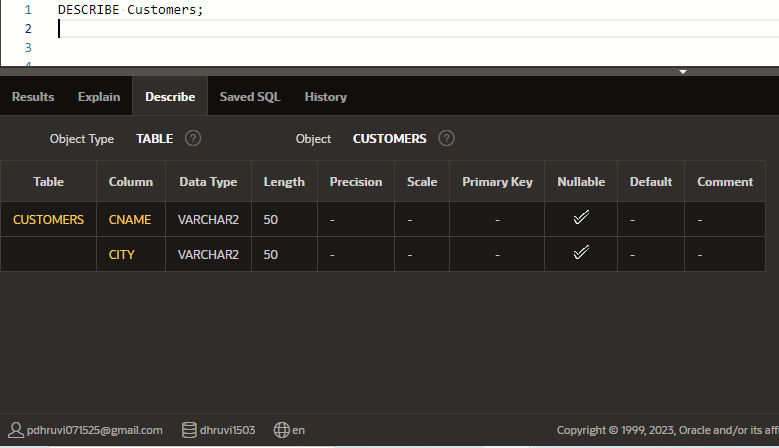 1 DESCRIBE Customers;
2
3
Results Explain Describe Saved SQL History
Object Type TABLE ? Object CUSTOMERS ?
Table Column Data Type Length Precision Scale Primary Key Nullable Default Comment
CUSTOMERS CNAME VARCHAR2 50 - - - - -
CITY VARCHAR2 50 - - - - -
pdhruvi071525@gmail.com dhruvi1503 en Copyright © 1999, 2023, Oracle and/or its